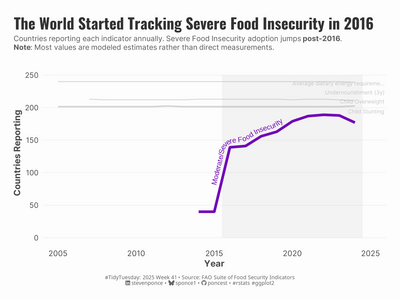 The World Started Tracking Severe Food Insecurity in 2016
Countries reporting each indicator annually. Severe Food Insecurity adoption jumps post-2016.
Note: Most values are modeled estimates rather than direct measurements.
250
200
150
100
50
0
Countries Reporting
Average Dietary Energy Requireme...
Undernourishment (3y)
Child Overweight
Child Stunting
Moderate/Severe Food Insecurity
2005
2010
2015
2020
2025
Year
#TidyTuesday: 2025 Week 41 • Source: FAO Suite of Food Security Indicators
stevenponce • sponce1 • poncest • #rstats #ggplot2